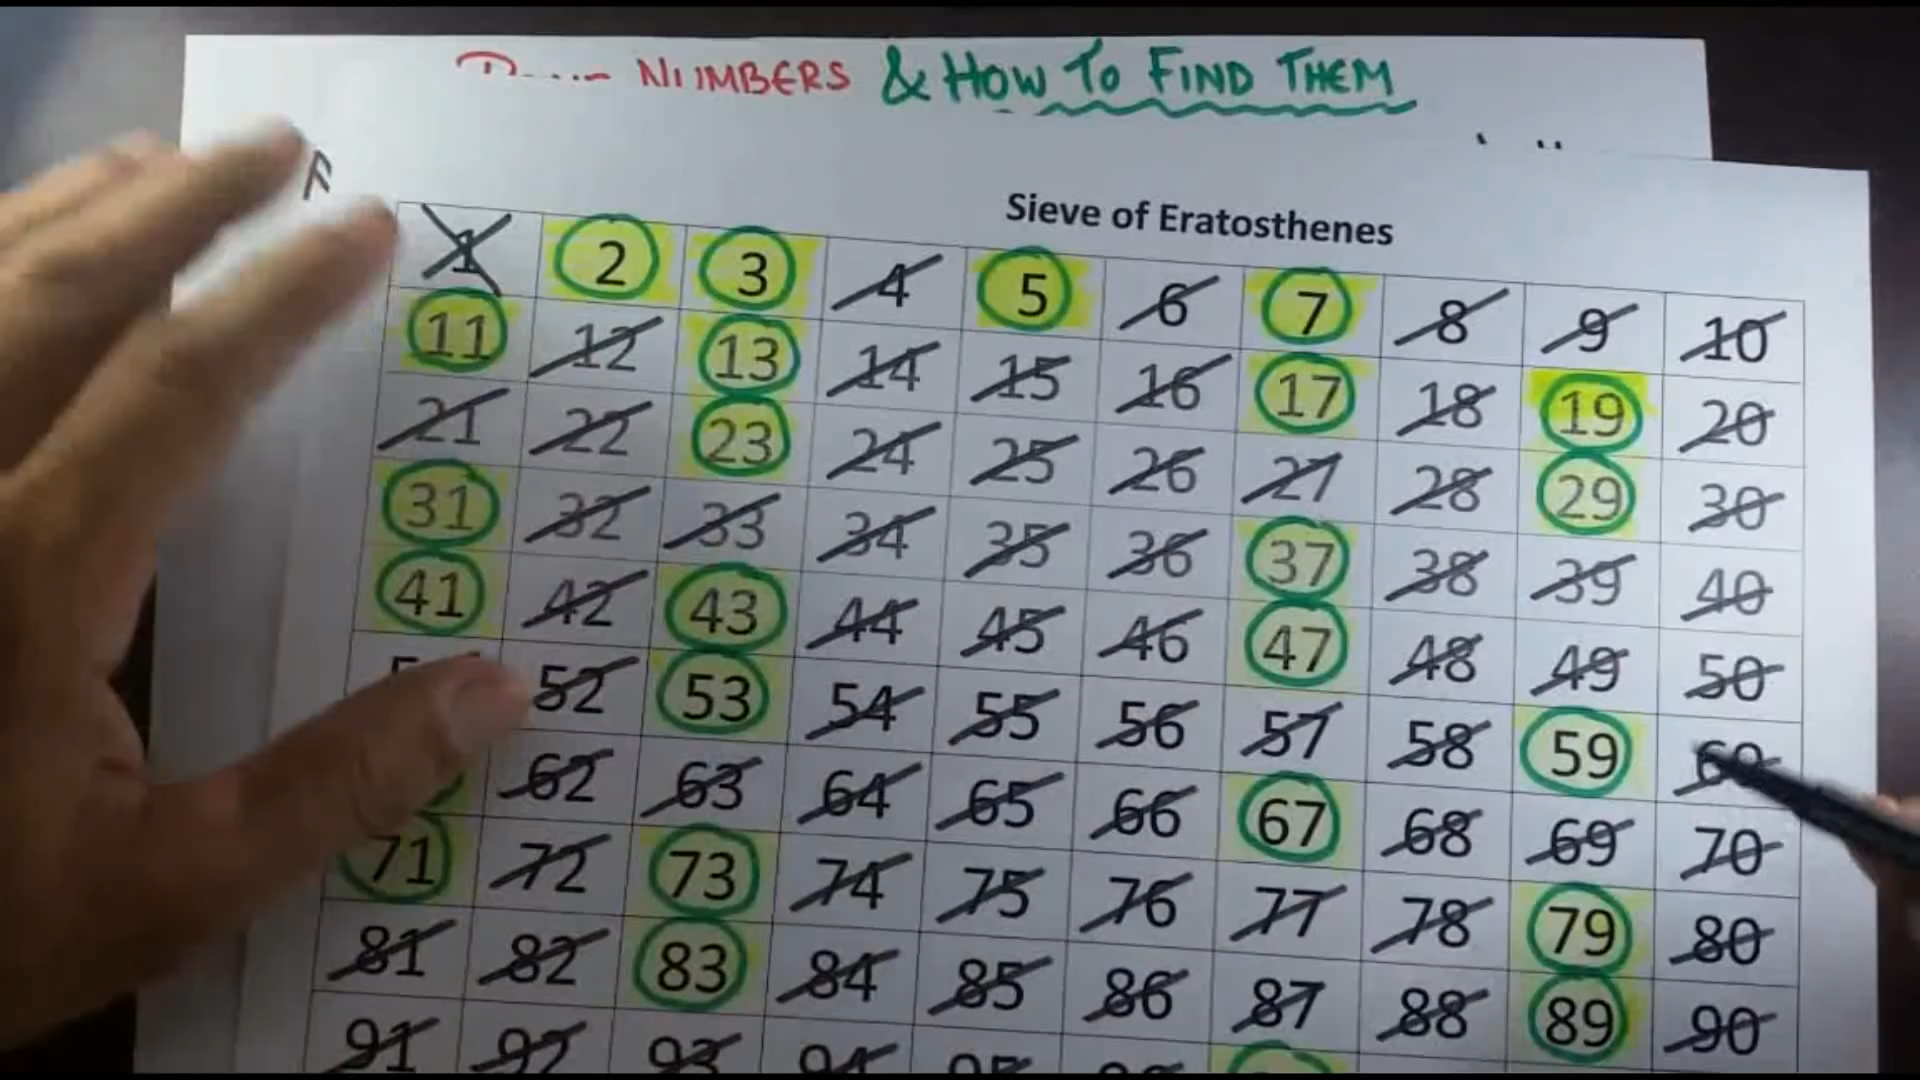 NUMBERS & HOW TO FIND THEM
Sieve of Eratosthenes
1 2 3 4 5 6 7 8 9 10
11 12 13 14 15 16 17 18 19 20
21 22 23 24 25 26 27 28 29 30
31 32 33 34 35 36 37 38 39 40
41 42 43 44 45 46 47 48 49 50
52 53 54 55 56 57 58 59 60
62 63 64 65 66 67 68 69 70
71 72 73 74 75 76 77 78 79 80
81 82 83 84 85 86 87 88 89 90
91 92 93 94 95